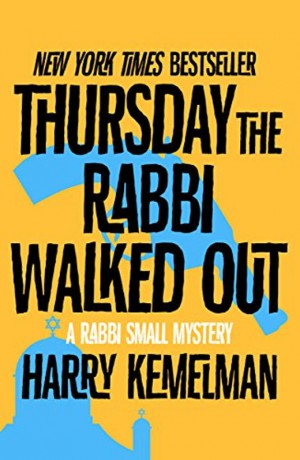 NEW YORK TIMES BESTSELLER
THURSDAY THE
RABBI
WALKED OUT
A RABBI SMALL MYSTERY
HARRY KEMELMAN